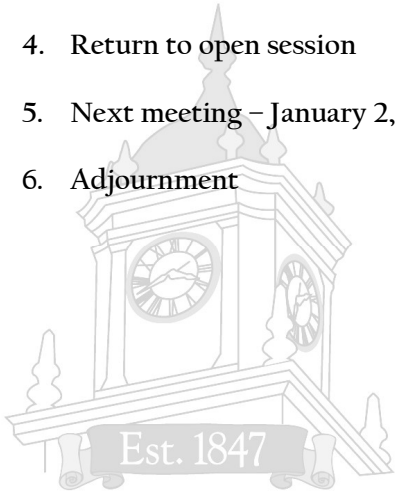 4. Return to open session
5. Next meeting – January 2,
6. Adjournment
Est. 1847